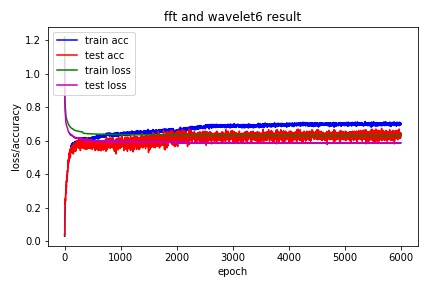 fft and wavelet6 result
train acc
test acc
train loss
test loss
loss/accuracy
1.2
1.0
0.8
0.6
0.4
0.2
0.0
0 1000 2000 3000 4000 5000 6000
epoch